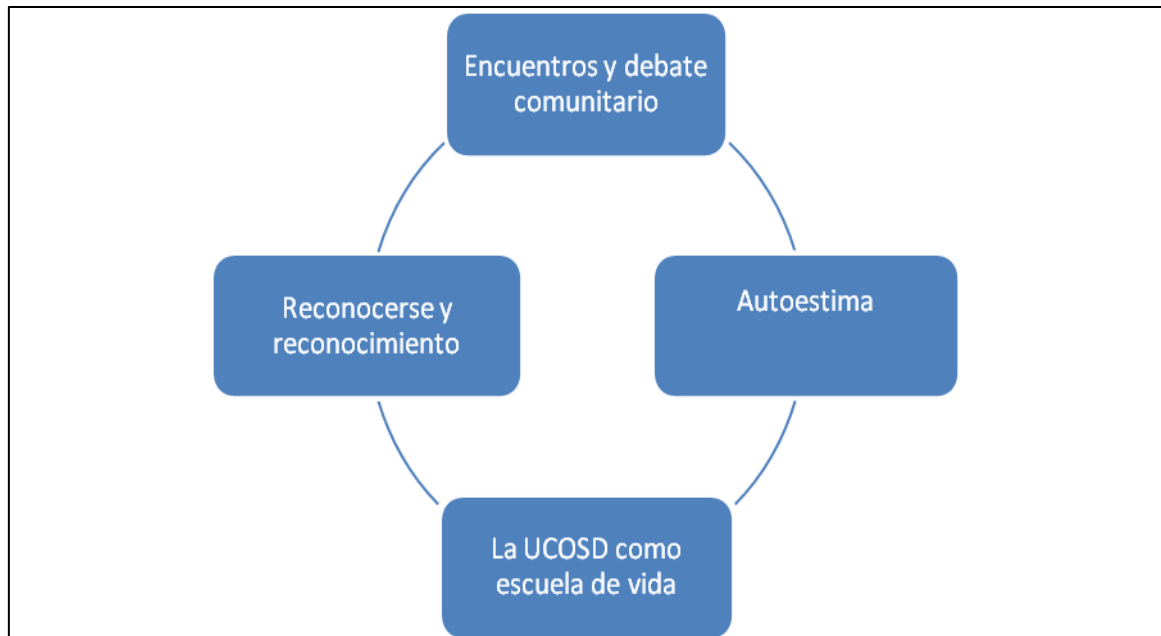 Encuentros y debate
comunitario
Reconocerse y
reconocimiento
Autoestima
La UCOSD como
escuela de vida